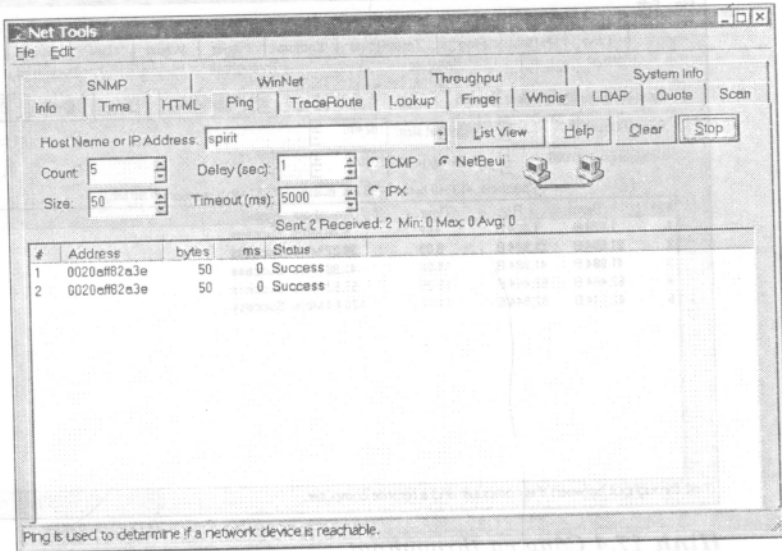 Net Tools
File Edit
SNMP WinNet Throughput System Info
Info Time HTML Ping TraceRoute Lookup Finger Whois LDAP Quote Scan
Host Name or IP Address: spirit List View Help Clear Stop
Count: 5 Delay (sec): 1 ICMP NetBeui
Size: 50 Timeout (ms): 5000 IPX
Sent: 2 Received: 2 Min: 0 Max: 0 Avg: 0
# Address bytes ms Status
1 0020aff82a3e 50 0 Success
2 0020aff82a3e 50 0 Success
Ping is used to determine if a network device is reachable.